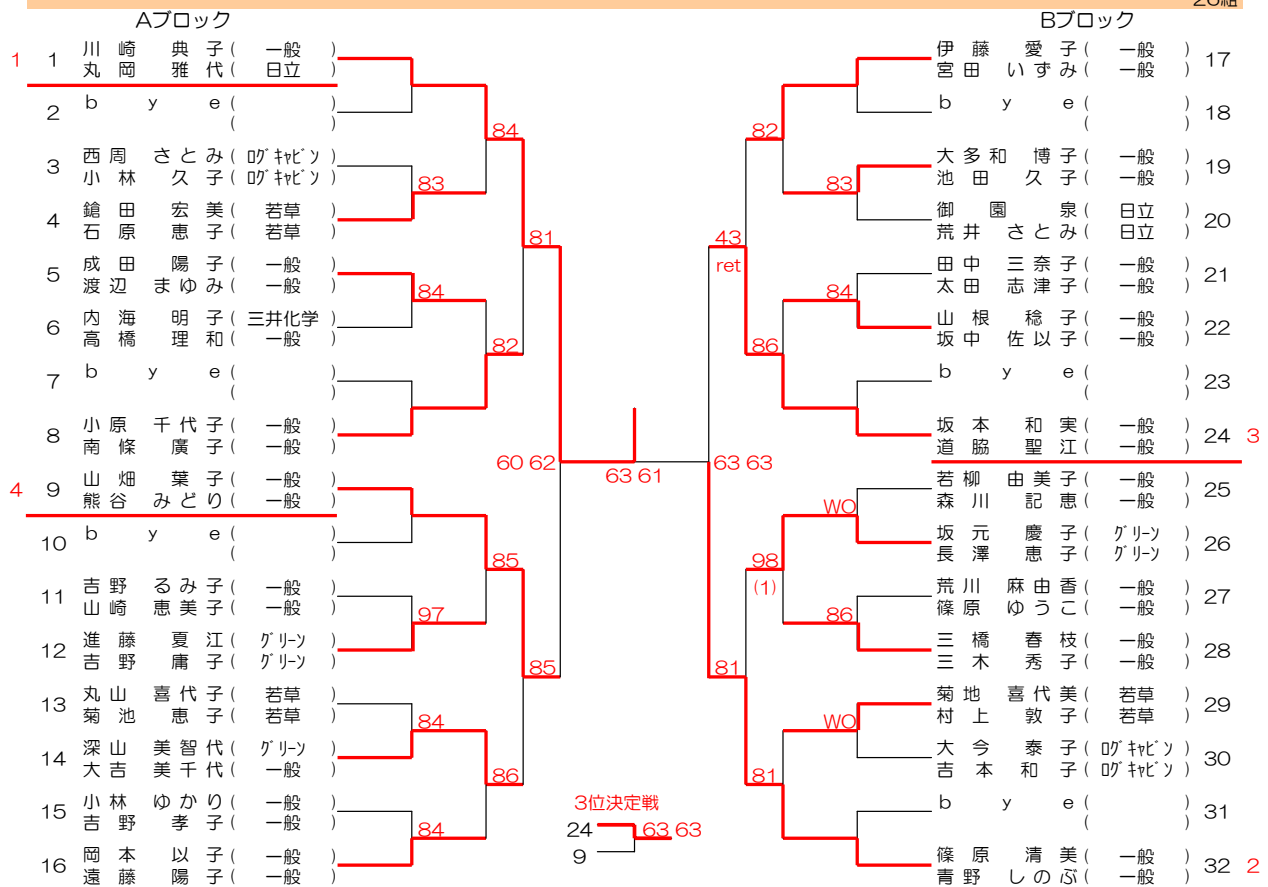 26組
Aブロック
Bブロック
1 1 川崎 典子( 一般 )
丸岡 雅代( 日立 )
2 bye( )
( )
3 西周 さとみ( ログキャビン )
小林 久子( ログキャビン )
4 鎗田 宏美( 若草 )
石原 恵子( 若草 )
5 成田 陽子( 一般 )
渡辺 まゆみ( 一般 )
6 内海 明子( 三井化学 )
高橋 理和( 一般 )
7 bye( )
( )
8 小原 千代子( 一般 )
南條 廣子( 一般 )
4 9 山畑 葉子( 一般 )
熊谷 みどり( 一般 )
10 bye( )
( )
11 吉野 るみ子( 一般 )
山崎 恵美子( 一般 )
12 進藤 夏江( グリーン )
吉野 庸子( グリーン )
13 丸山 喜代子( 若草 )
菊池 恵子( 若草 )
14 深山 美智代( グリーン )
大吉 美千代( 一般 )
15 小林 ゆかり( 一般 )
吉野 孝子( 一般 )
16 岡本 以子( 一般 )
遠藤 陽子( 一般 )
84
83
81
84
82
60 62
85
97
85
84
86
84
63 61
3位決定戦
24
9
63 63
82
83
43
ret
84
86
63 63
WO
98
(1)
86
81
WO
81
伊藤 愛子( 一般 ) 17
宮田 いずみ( 一般 )
bye( ) 18
( )
大多和 博子( 一般 ) 19
池田 久子( 一般 )
御園 泉( 日立 ) 20
荒井 さとみ( 日立 )
田中 三奈子( 一般 ) 21
太田 志津子( 一般 )
山根 稔子( 一般 ) 22
坂中 佐以子( 一般 )
bye( ) 23
( )
坂本 和実( 一般 ) 24 3
道脇 聖江( 一般 )
若柳 由美子( 一般 ) 25
森川 記恵( 一般 )
坂元 慶子( グリーン ) 26
長澤 恵子( グリーン )
荒川 麻由香( 一般 ) 27
篠原 ゆうこ( 一般 )
三橋 春枝( 一般 ) 28
三木 秀子( 一般 )
菊地 喜代美( 若草 ) 29
村上 敦子( 若草 )
大今 泰子( ログキャビン ) 30
吉本 和子( ログキャビン )
bye( ) 31
( )
篠原 清美( 一般 ) 32 2
青野 しのぶ( 一般 )